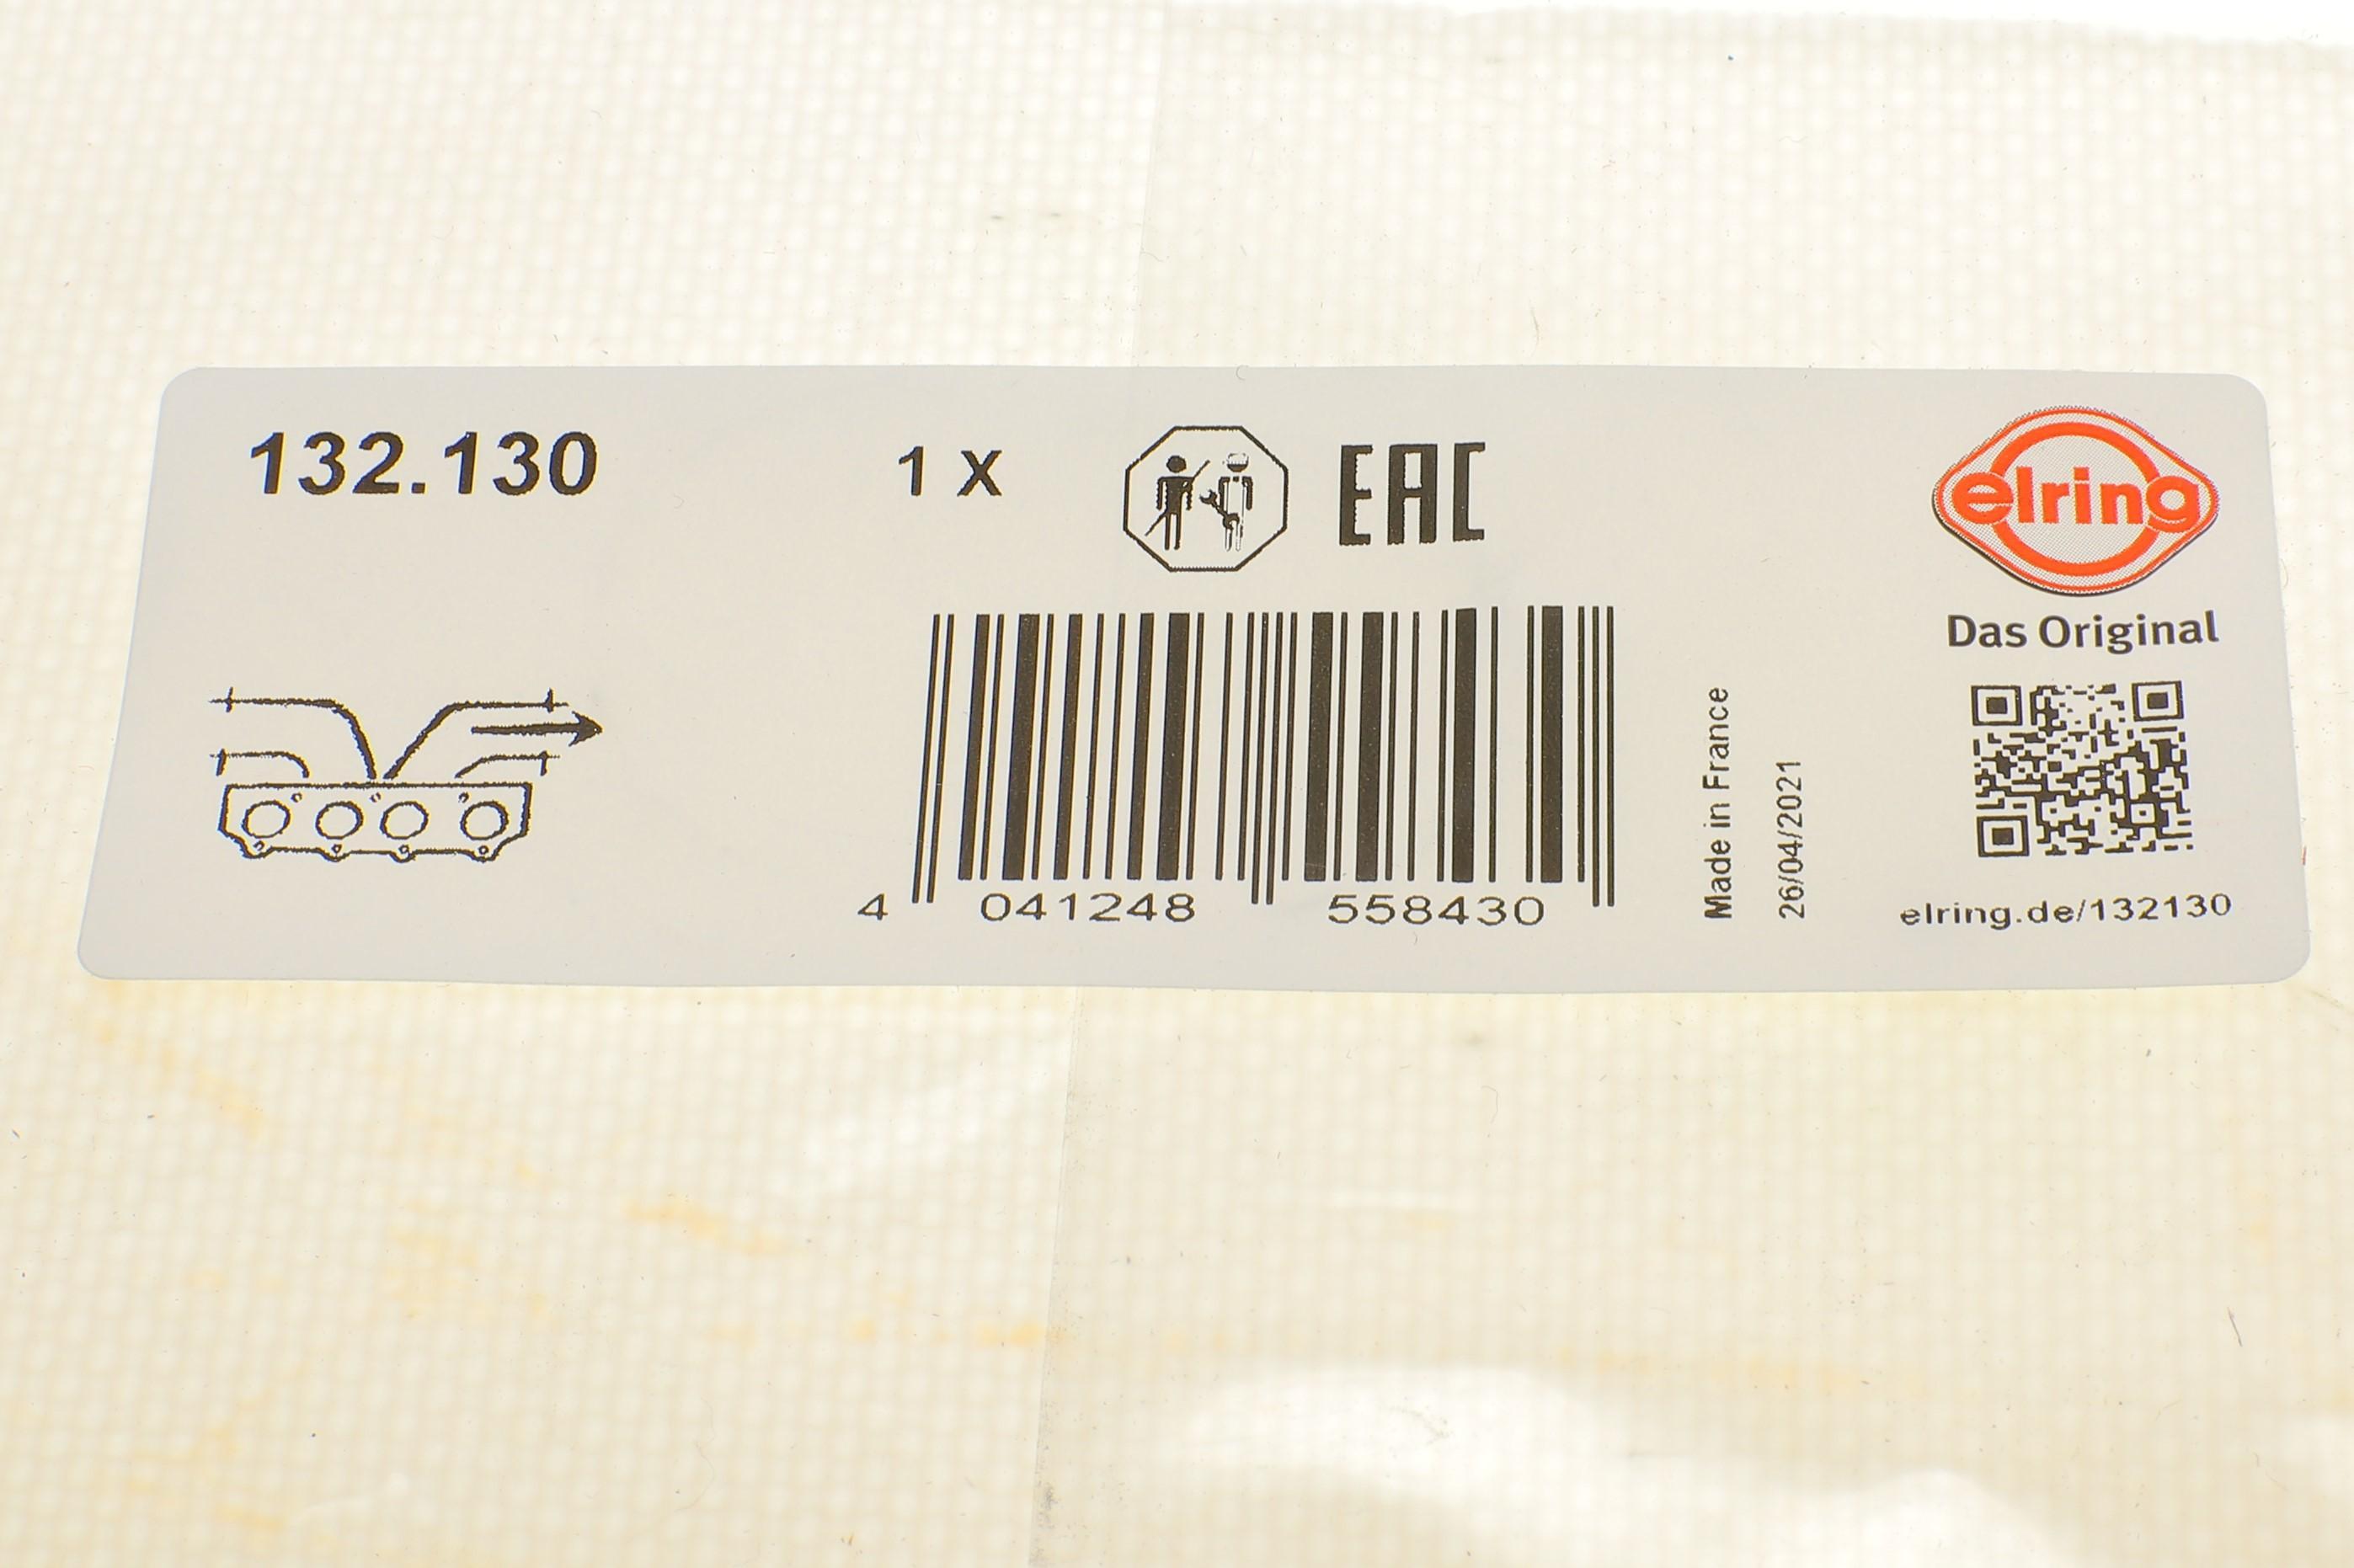 132.130
1 X
EAC
elring
Das Original
Made in France
26/04/2021
4 041248 558430
elring.de/132130